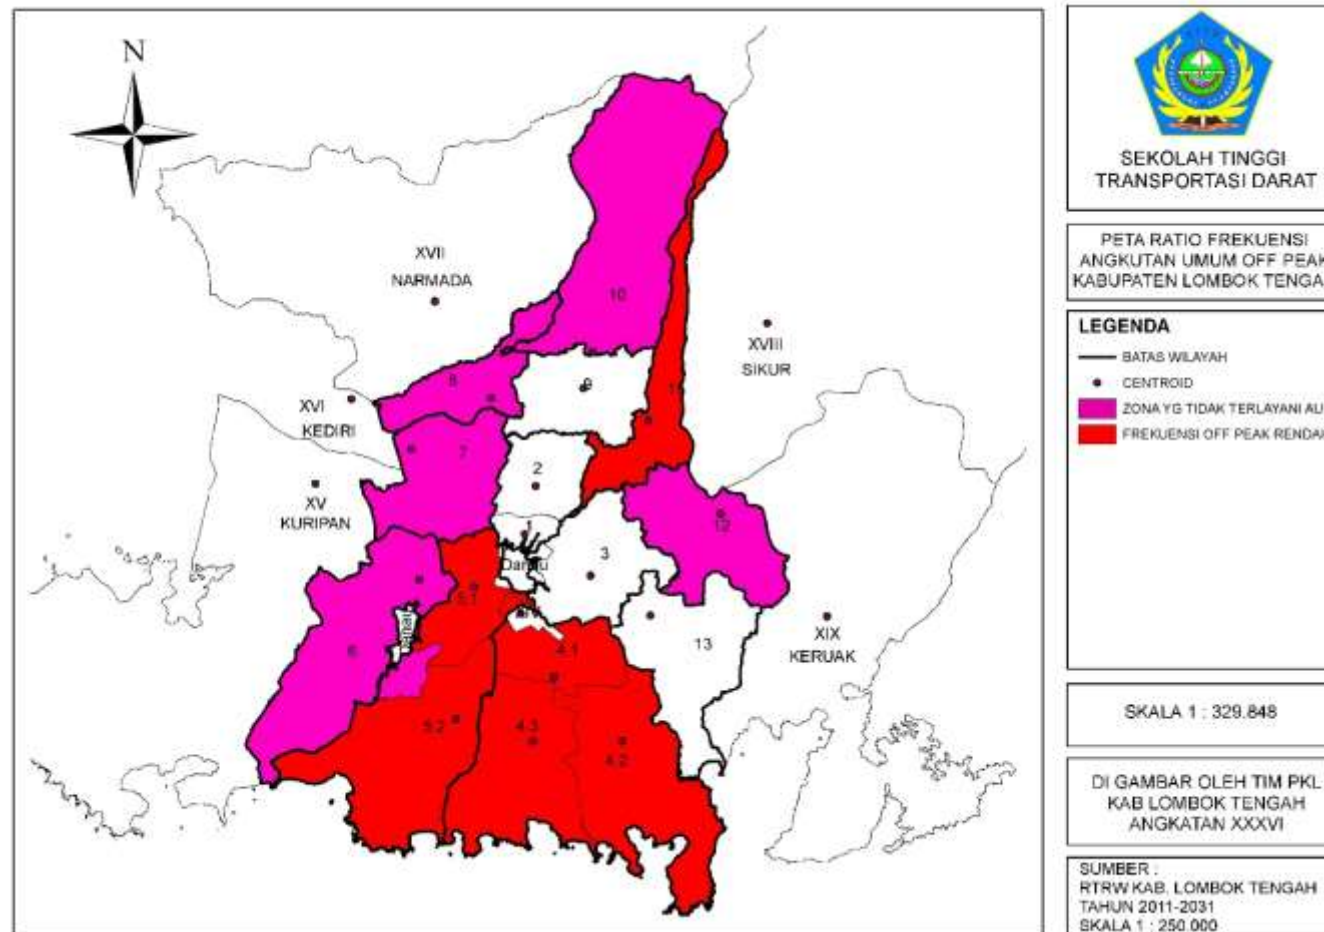 N
XVII
NARMADA
10
XVIII
SIKUR
8
9
XVI
KEDIRI
7
2
XV
KURIPAN
1
12
3
5.1
6
4.1
13
XIX
KERUAK
5.2
4.3
4.2
SEKOLAH TINGGI
TRANSPORTASI DARAT
PETA RATIO FREKUENSI
ANGKUTAN UMUM OFF PEAK
KABUPATEN LOMBOK TENGA
LEGENDA
BATAS WILAYAH
CENTROID
ZONA YG TIDAK TERLAYANI AU
FREKUENSI OFF PEAK RENDA
SKALA 1 : 329.848
DI GAMBAR OLEH TIM PKL
KAB LOMBOK TENGAH
ANGKATAN XXXVI
SUMBER :
RTRW KAB. LOMBOK TENGAH
TAHUN 2011-2031
SKALA 1 : 250.000